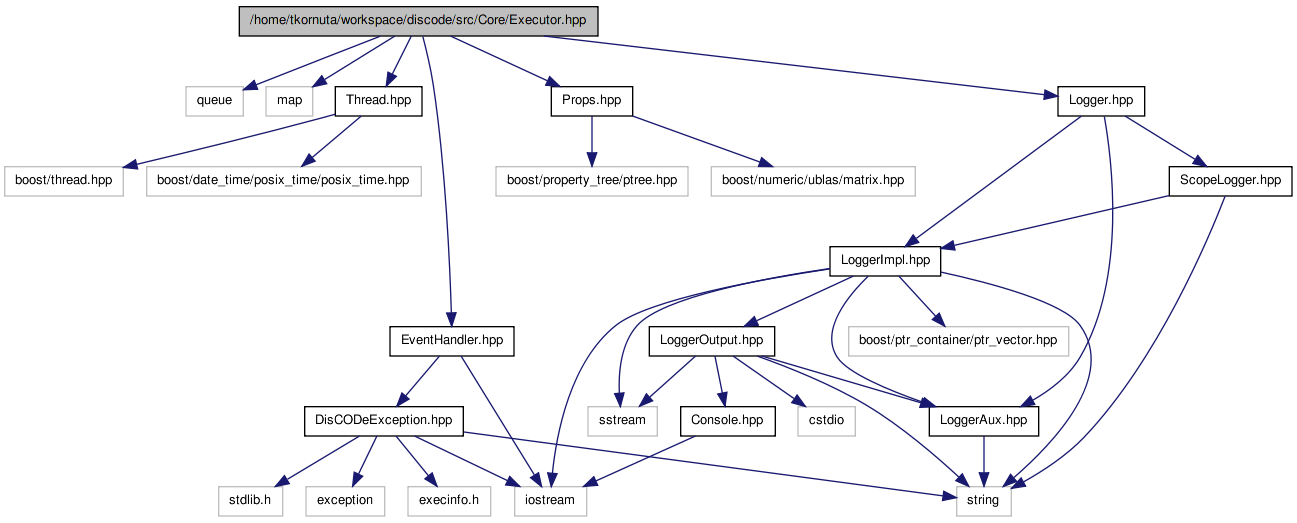 /home/tkornuta/workspace/discode/src/Core/Executor.hpp
queue
map
Thread.hpp
Props.hpp
Logger.hpp
boost/thread.hpp
boost/date_time/posix_time/posix_time.hpp
boost/property_tree/ptree.hpp
boost/numeric/ublas/matrix.hpp
ScopeLogger.hpp
LoggerImpl.hpp
EventHandler.hpp
LoggerOutput.hpp
boost/ptr_container/ptr_vector.hpp
DisCODeException.hpp
sstream
Console.hpp
cstdio
LoggerAux.hpp
stdlib.h
exception
execinfo.h
iostream
string